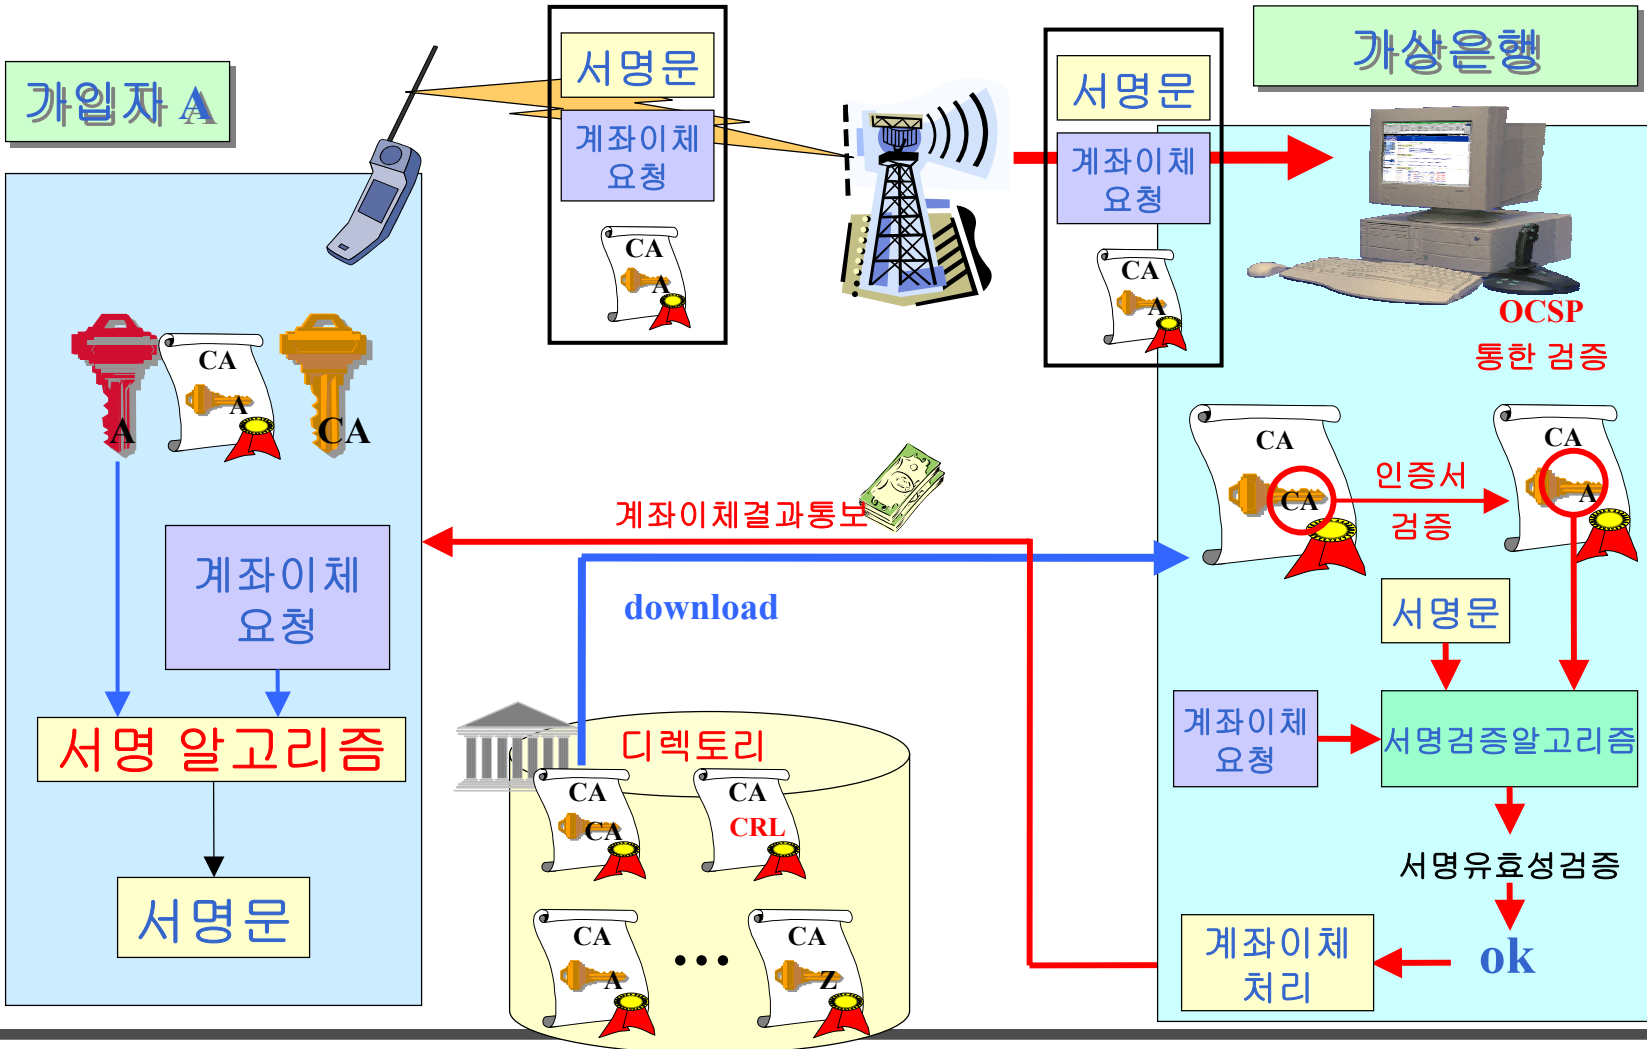 가입자 A
서명문
계좌이체
요청
CA
A
서명문
계좌이체
요청
CA
A
가상은행
OCSP
통한 검증
A
CA
A
CA
계좌이체
요청
서명 알고리즘
서명문
계좌이체결과통보
download
디렉토리
CA
CA
CA
CRL
CA
A
...
CA
Z
CA
CA
인증서
검증
CA
A
서명문
계좌이체
요청
서명검증알고리즘
서명유효성검증
ok
계좌이체
처리